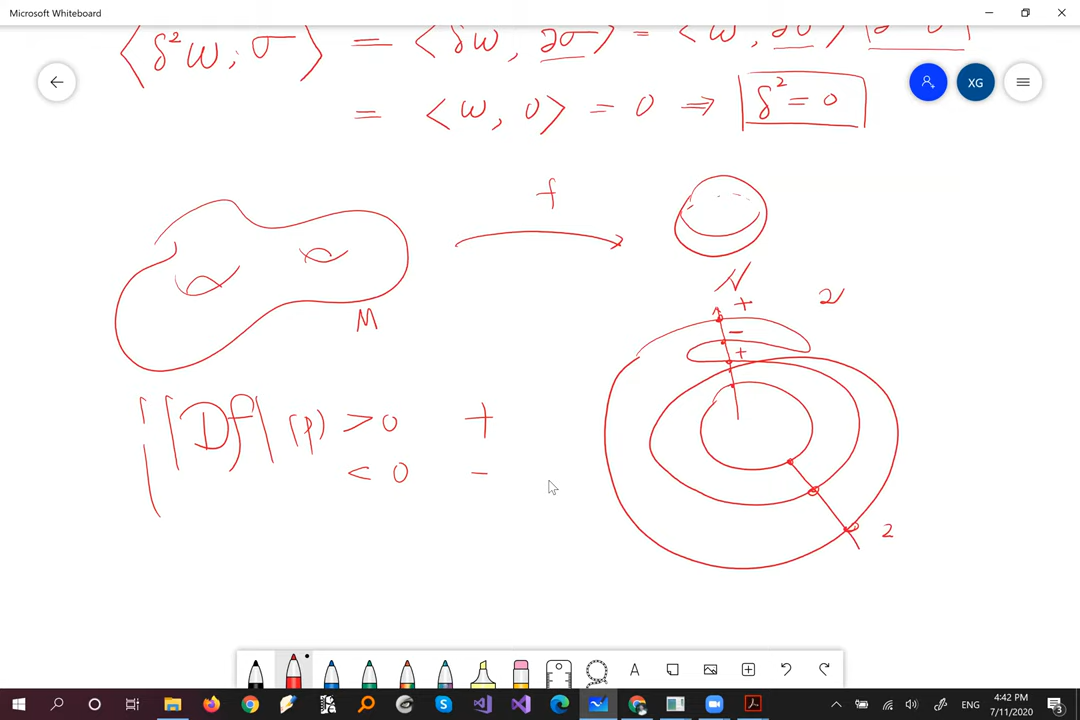 Microsoft Whiteboard
⟨δ²ω, σ⟩ = ⟨δω, ∂σ⟩ = ⟨ω,
= ⟨ω, 0⟩ = 0 ⇒ δ² = 0
XG
f
M
N
+
2
-
+
|Df|(p) > 0 +
< 0 -
2
A
ENG
4:42 PM
7/11/2020
3